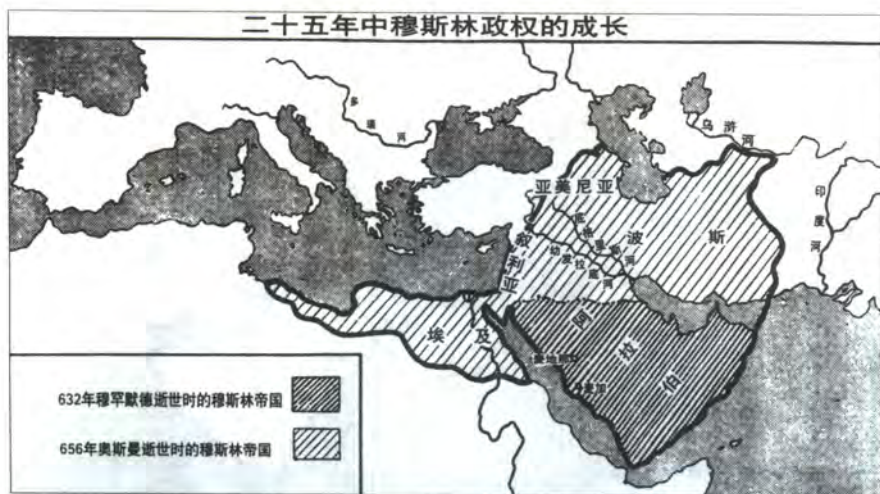 二十五年中穆斯林政权的成长
多瑙河
乌浒河
印度河
亚美尼亚
底格里斯河
波斯
叙利亚
幼发拉底河
埃及
阿拉伯
麦地那
麦加
632年穆罕默德逝世时的穆斯林帝国
656年奥斯曼逝世时的穆斯林帝国